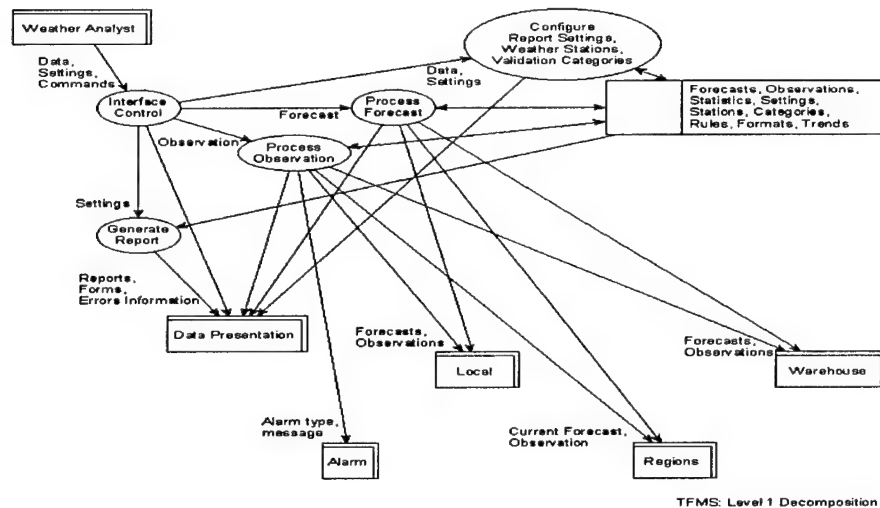 Weather Analyst
Configure
Report Settings,
Weather Stations,
Validation Categories
Data,
Settings,
Commands
Data,
Settings
Interface
Control
Forecast
Process
Forecast
Forecasts, Observations,
Statistics, Settings,
Stations, Categories,
Rules, Formats, Trends
Observation
Process
Observation
Settings
Generate
Report
Reports,
Forms,
Errors Information
Data Presentation
Forecasts,
Observations
Local
Forecasts,
Observations
Warehouse
Alarm type,
message
Alarm
Current Forecast,
Observation
Regions
TFMS: Level 1 Decomposition